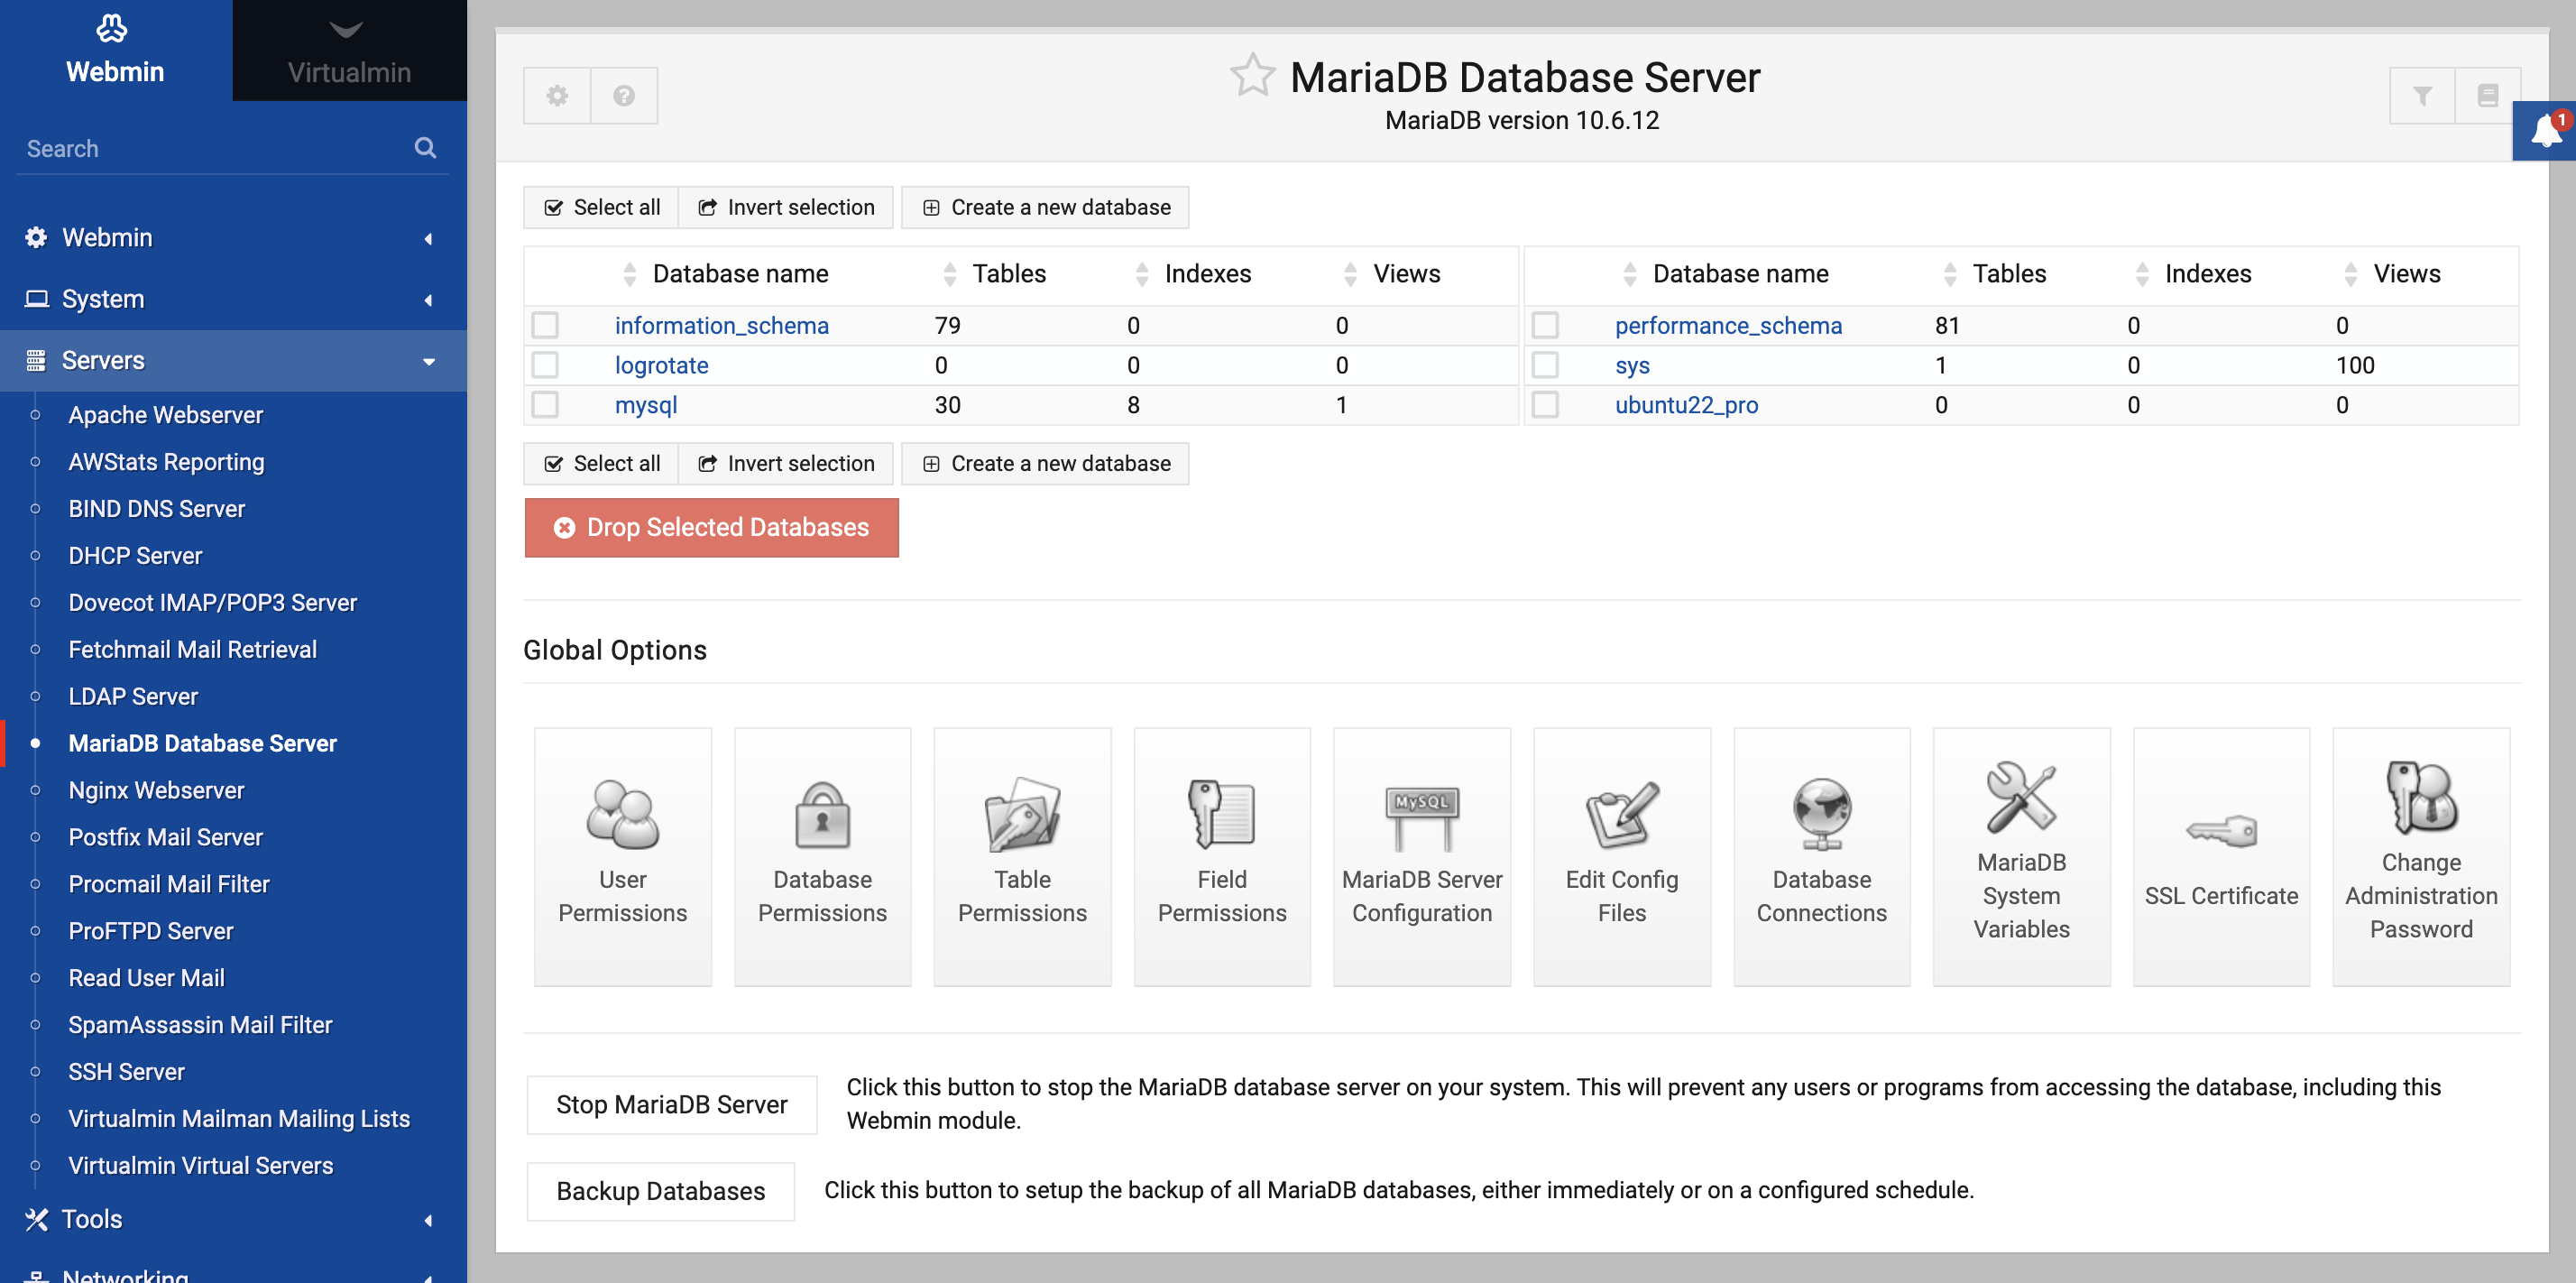 Webmin
Virtualmin
Search
Webmin
System
Servers
Apache Webserver
AWStats Reporting
BIND DNS Server
DHCP Server
Dovecot IMAP/POP3 Server
Fetchmail Mail Retrieval
LDAP Server
MariaDB Database Server
Nginx Webserver
Postfix Mail Server
Procmail Mail Filter
ProFTPD Server
Read User Mail
SpamAssassin Mail Filter
SSH Server
Virtualmin Mailman Mailing Lists
Virtualmin Virtual Servers
Tools
Networking
MariaDB Database Server
MariaDB version 10.6.12
1
Select all Invert selection Create a new database
Database name Tables Indexes Views Database name Tables Indexes Views
information_schema 79 0 0 performance_schema 81 0 0
logrotate 0 0 0 sys 1 0 100
mysql 30 8 1 ubuntu22_pro 0 0 0
Select all Invert selection Create a new database
Drop Selected Databases
Global Options
User
Permissions
Database
Permissions
Table
Permissions
Field
Permissions
MySQL
MariaDB Server
Configuration
Edit Config
Files
Database
Connections
MariaDB
System
Variables
SSL Certificate
Change
Administration
Password
Stop MariaDB Server
Click this button to stop the MariaDB database server on your system. This will prevent any users or programs from accessing the database, including this
Webmin module.
Backup Databases
Click this button to setup the backup of all MariaDB databases, either immediately or on a configured schedule.